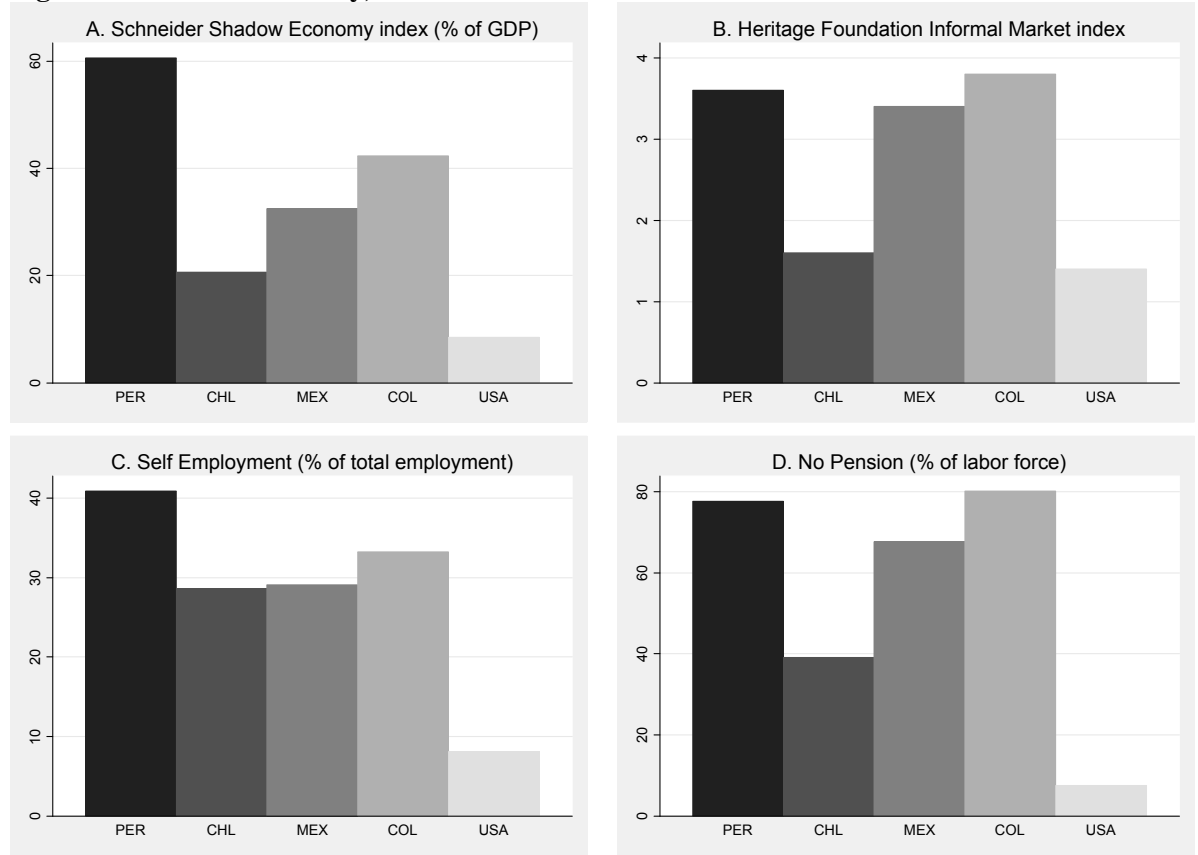 A. Schneider Shadow Economy index (% of GDP)
60
40
20
0
PER CHL MEX COL USA
B. Heritage Foundation Informal Market index
4
3
2
1
0
PER CHL MEX COL USA
C. Self Employment (% of total employment)
40
30
20
10
0
PER CHL MEX COL USA
D. No Pension (% of labor force)
80
60
40
20
0
PER CHL MEX COL USA